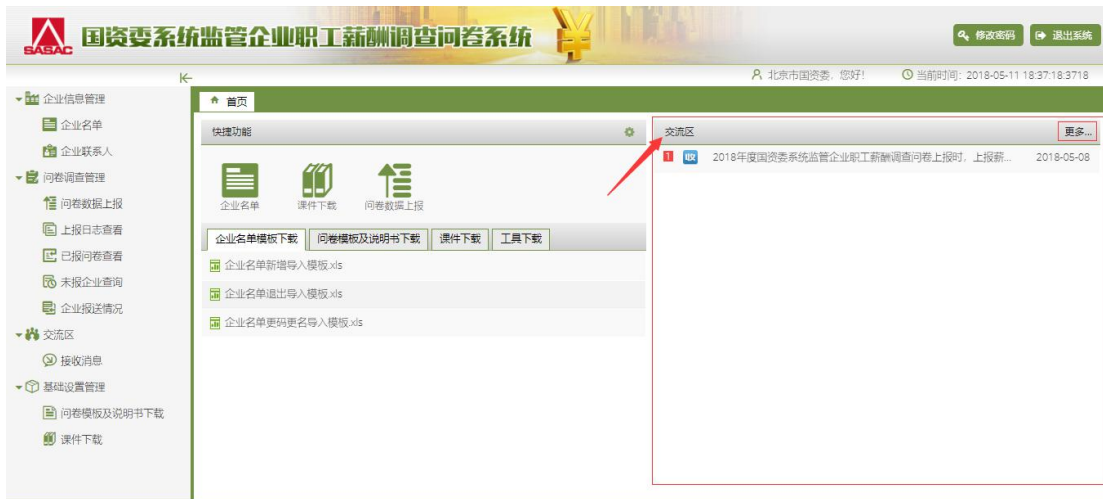 SASAC 国资委系统监管企业职工薪酬调查问卷系统
修改密码 退出系统
北京市国资委，您好！ 当前时间：2018-05-11 18:37:18.3718
企业信息管理
企业名单
企业联系人
问卷调查管理
问卷数据上报
上报日志查看
已报问卷查看
未报企业查询
企业报送情况
交流区
接收消息
基础设置管理
问卷模板及说明书下载
课件下载
首页
快捷功能
企业名单 课件下载 问卷数据上报
企业名单模板下载 问卷模板及说明书下载 课件下载 工具下载
企业名单新增导入模板.xls
企业名单退出导入模板.xls
企业名单更码更名导入模板.xls
交流区 更多...
1 收 2018年度国资委系统监管企业职工薪酬调查问卷上报时，上报薪... 2018-05-08